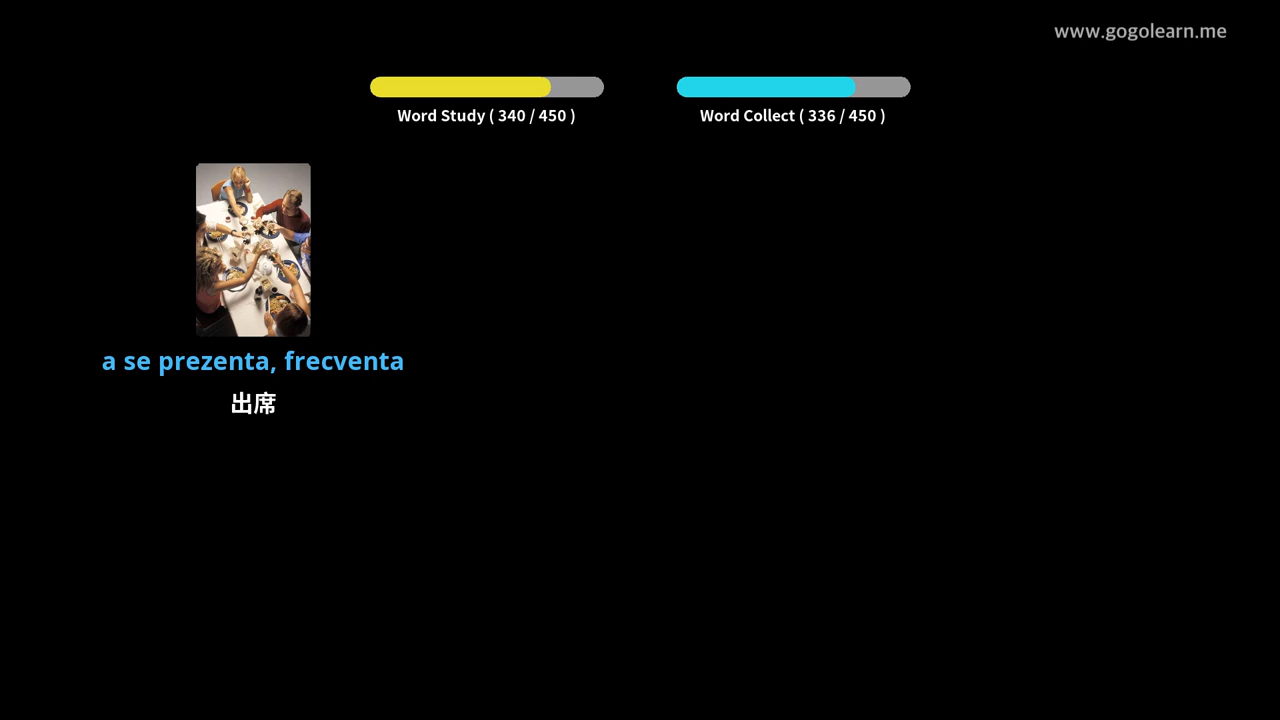 www.gogolearn.me
Word Study ( 340 / 450 )
Word Collect ( 336 / 450 )
a se prezenta, frecventa
出席